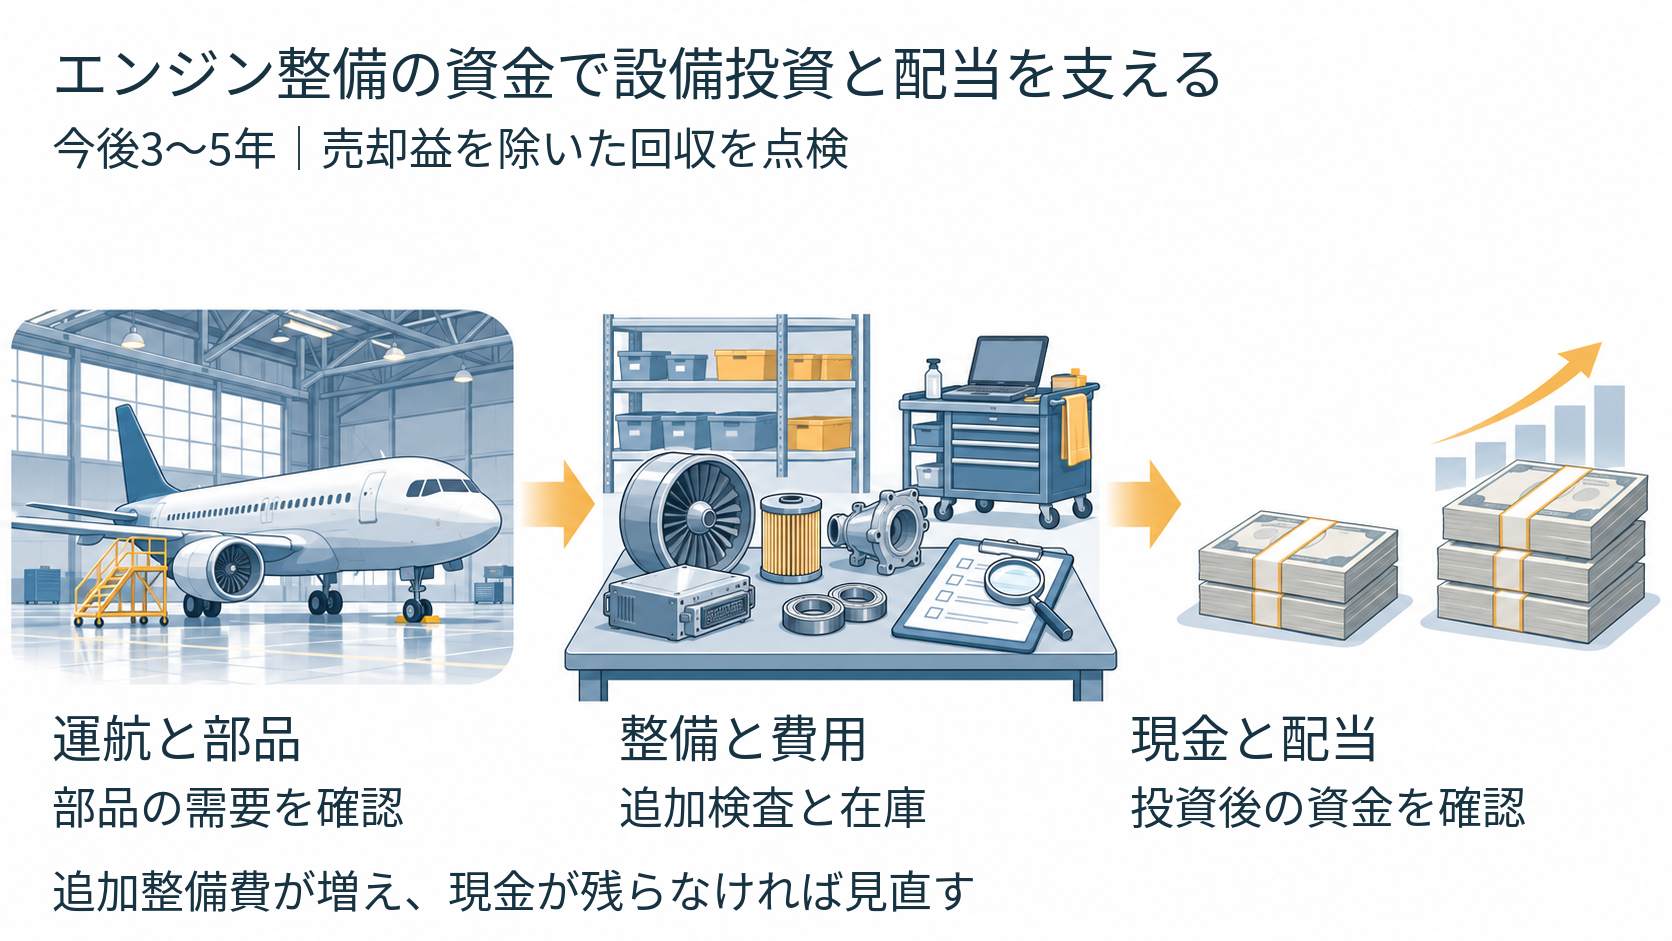 エンジン整備の資金で設備投資と配当を支える
今後3〜5年｜売却益を除いた回収を点検
運航と部品
部品の需要を確認
整備と費用
追加検査と在庫
現金と配当
投資後の資金を確認
追加整備費が増え、現金が残らなければ見直す